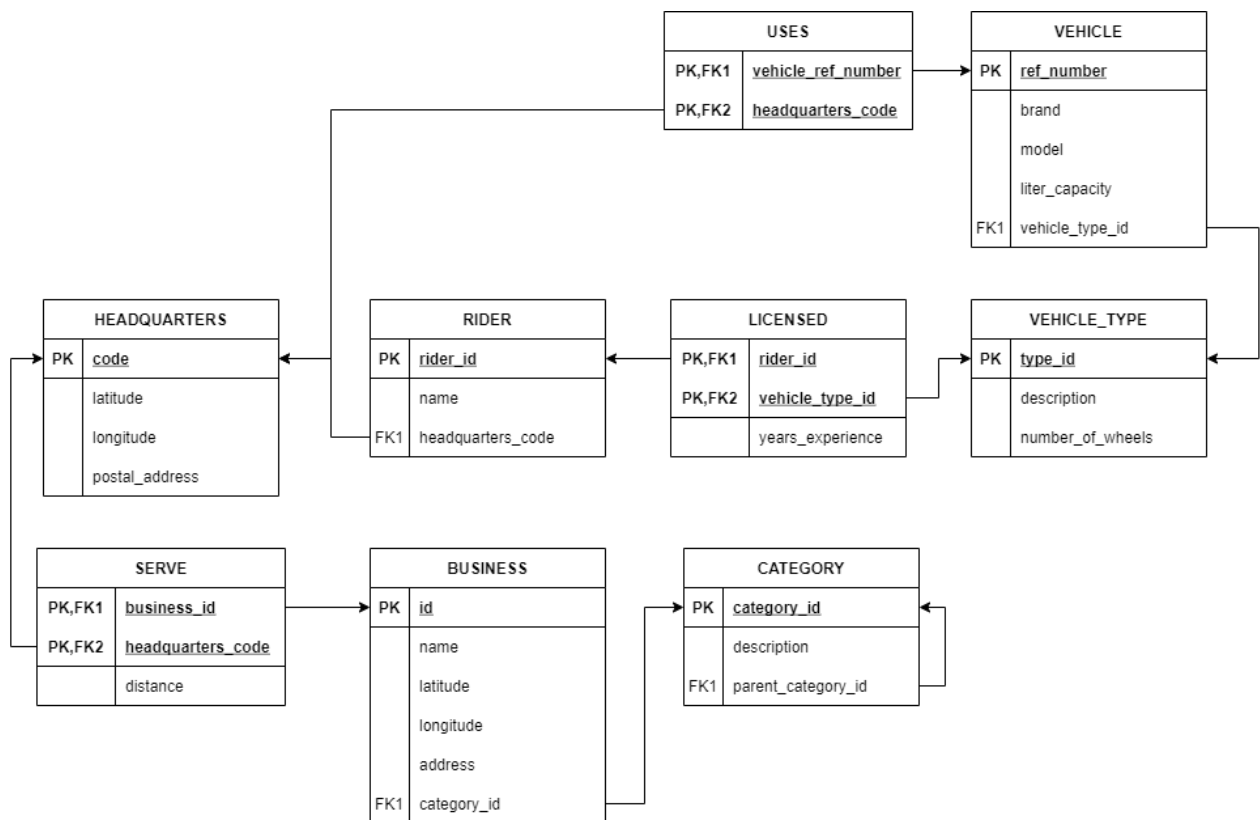 USES
PK,FK1 vehicle_ref_number
PK,FK2 headquarters_code
VEHICLE
PK ref_number
brand
model
liter_capacity
FK1 vehicle_type_id
HEADQUARTERS
PK code
latitude
longitude
postal_address
RIDER
PK rider_id
name
FK1 headquarters_code
LICENSED
PK,FK1 rider_id
PK,FK2 vehicle_type_id
years_experience
VEHICLE_TYPE
PK type_id
description
number_of_wheels
SERVE
PK,FK1 business_id
PK,FK2 headquarters_code
distance
BUSINESS
PK id
name
latitude
longitude
address
FK1 category_id
CATEGORY
PK category_id
description
FK1 parent_category_id